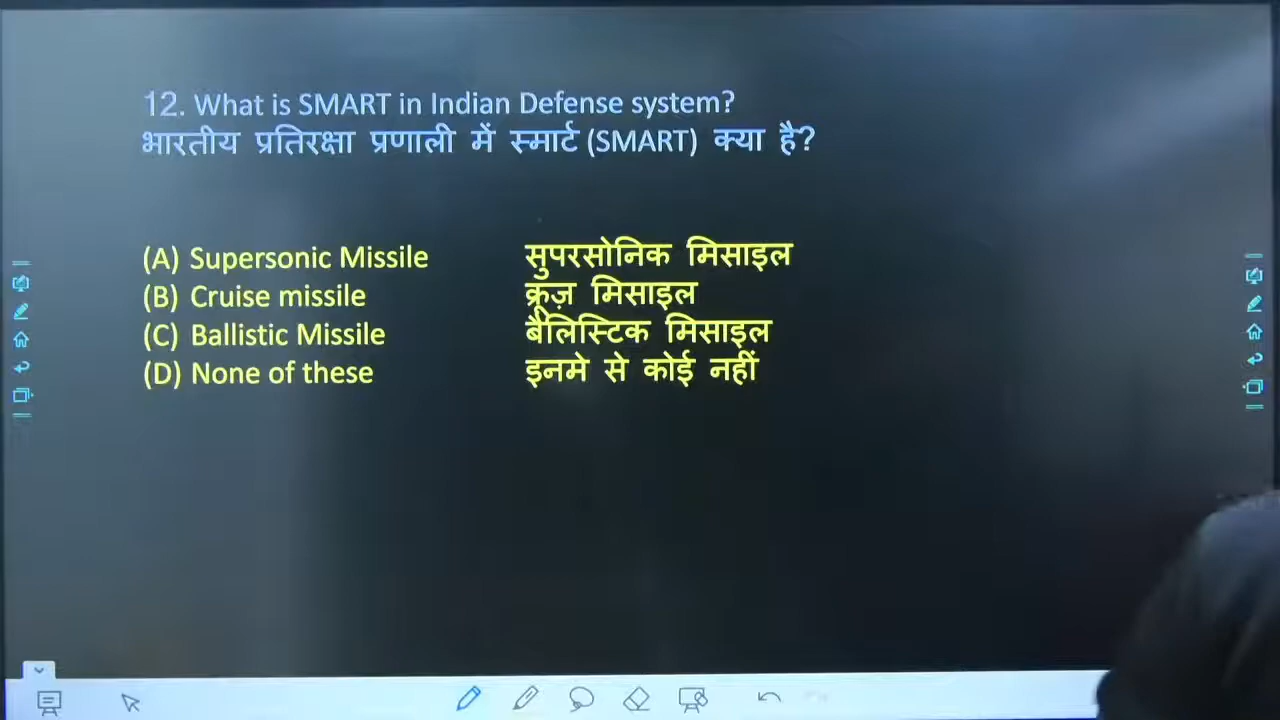 12. What is SMART in Indian Defense system?
भारतीय प्रतिरक्षा प्रणाली में स्मार्ट (SMART) क्या है?
(A) Supersonic Missile सुपरसोनिक मिसाइल
(B) Cruise missile क्रूज़ मिसाइल
(C) Ballistic Missile बैलिस्टिक मिसाइल
(D) None of these इनमे से कोई नहीं